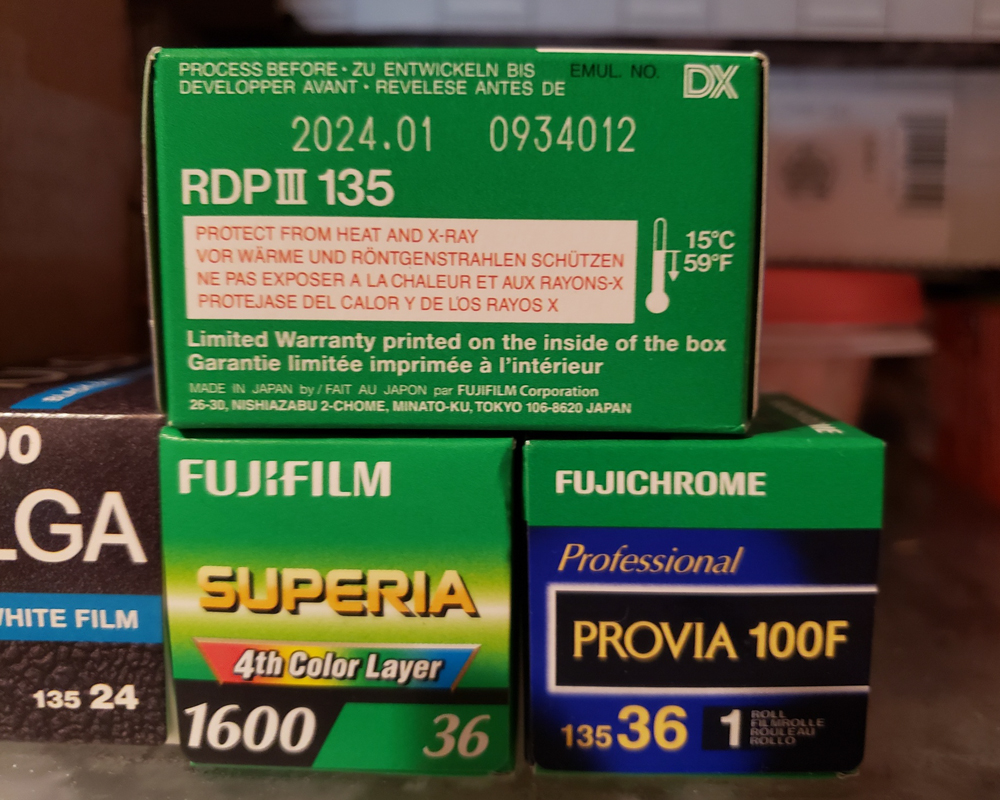 PROCESS BEFORE · ZU ENTWICKELN BIS EMUL. NO. DX
DEVELOPPER AVANT · REVELESE ANTES DE
2024.01 0934012
RDPIII 135
PROTECT FROM HEAT AND X-RAY
VOR WÄRME UND RÖNTGENSTRAHLEN SCHÜTZEN
NE PAS EXPOSER A LA CHALEUR ET AUX RAYONS-X
PROTEJASE DEL CALOR Y DE LOS RAYOS X
15°C
59°F
Limited Warranty printed on the inside of the box
Garantie limitée imprimée à l'intérieur
MADE IN JAPAN by / FAIT AU JAPON par FUJIFILM Corporation
26-30, NISHIAZABU 2-CHOME, MINATO-KU, TOKYO 106-8620 JAPAN
LGA
WHITE FILM
135 24
FUJIFILM
SUPERIA
4th Color Layer
1600 36
FUJICHROME
Professional
PROVIA 100F
135 36 1 ROLL
FILMROLLE
ROULEAU
ROLLO